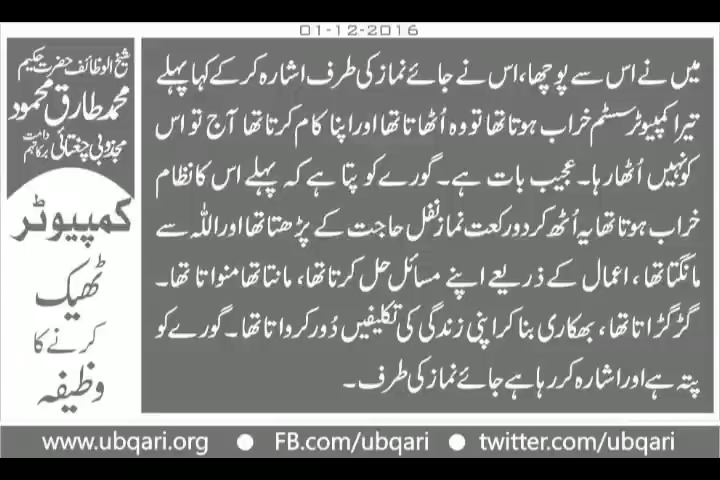 01-12-2016
شیخ الوظائف حضرت حکیم
محمد طارق محمود
مجذوبی چغتائی دامت برکاتہم
کمپیوٹر
ٹھیک
کرنے کا
وظیفہ
میں نے اس سے پوچھا، اس نے جائے نماز کی طرف اشارہ کر کے کہا پہلے
تیرا کمپیوٹر سسٹم خراب ہوتا تھا تو وہ اُٹھاتا تھا اور اپنا کام کرتا تھا آج تو اس
کو نہیں اُٹھا رہا۔ عجیب بات ہے۔ گورے کو پتا ہے کہ پہلے اس کا نظام
خراب ہوتا تھا یہ اُٹھ کر دو رکعت نماز نفل حاجت کے پڑھتا تھا اور اللہ سے
مانگتا تھا، اعمال کے ذریعے اپنے مسائل حل کرتا تھا، مانتا تھا منواتا تھا۔
گڑگڑاتا تھا، بھکاری بنا کر اپنی زندگی کی تکلیفیں دُور کرواتا تھا۔ گورے کو
پتہ ہے اور اشارہ کر رہا ہے جائے نماز کی طرف۔
www.ubqari.org ● FB.com/ubqari ● twitter.com/ubqari